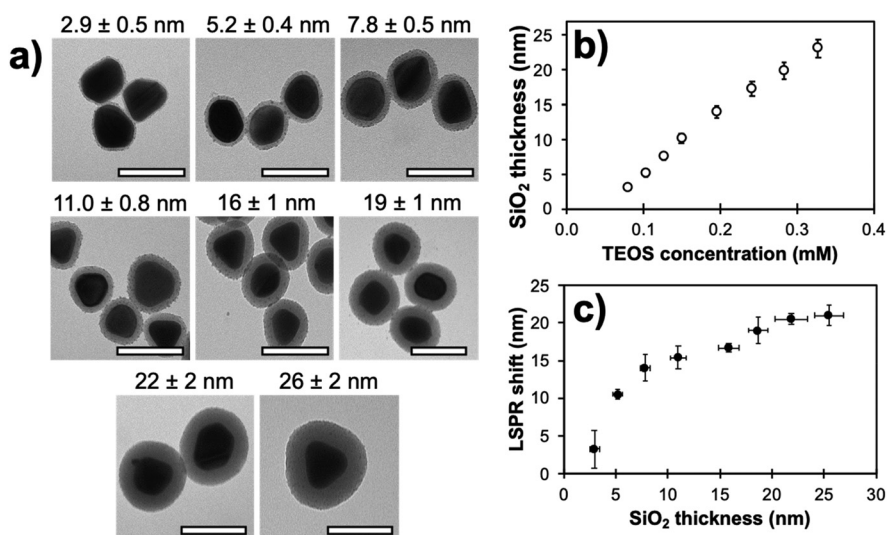 a)
2.9 ± 0.5 nm 5.2 ± 0.4 nm 7.8 ± 0.5 nm
11.0 ± 0.8 nm 16 ± 1 nm 19 ± 1 nm
22 ± 2 nm 26 ± 2 nm
b)
SiO₂ thickness (nm)
25
20
15
10
5
0
0.0 0.1 0.2 0.3 0.4
TEOS concentration (mM)
c)
LSPR shift (nm)
25
20
15
10
5
0
0 5 10 15 20 25 30
SiO₂ thickness (nm)